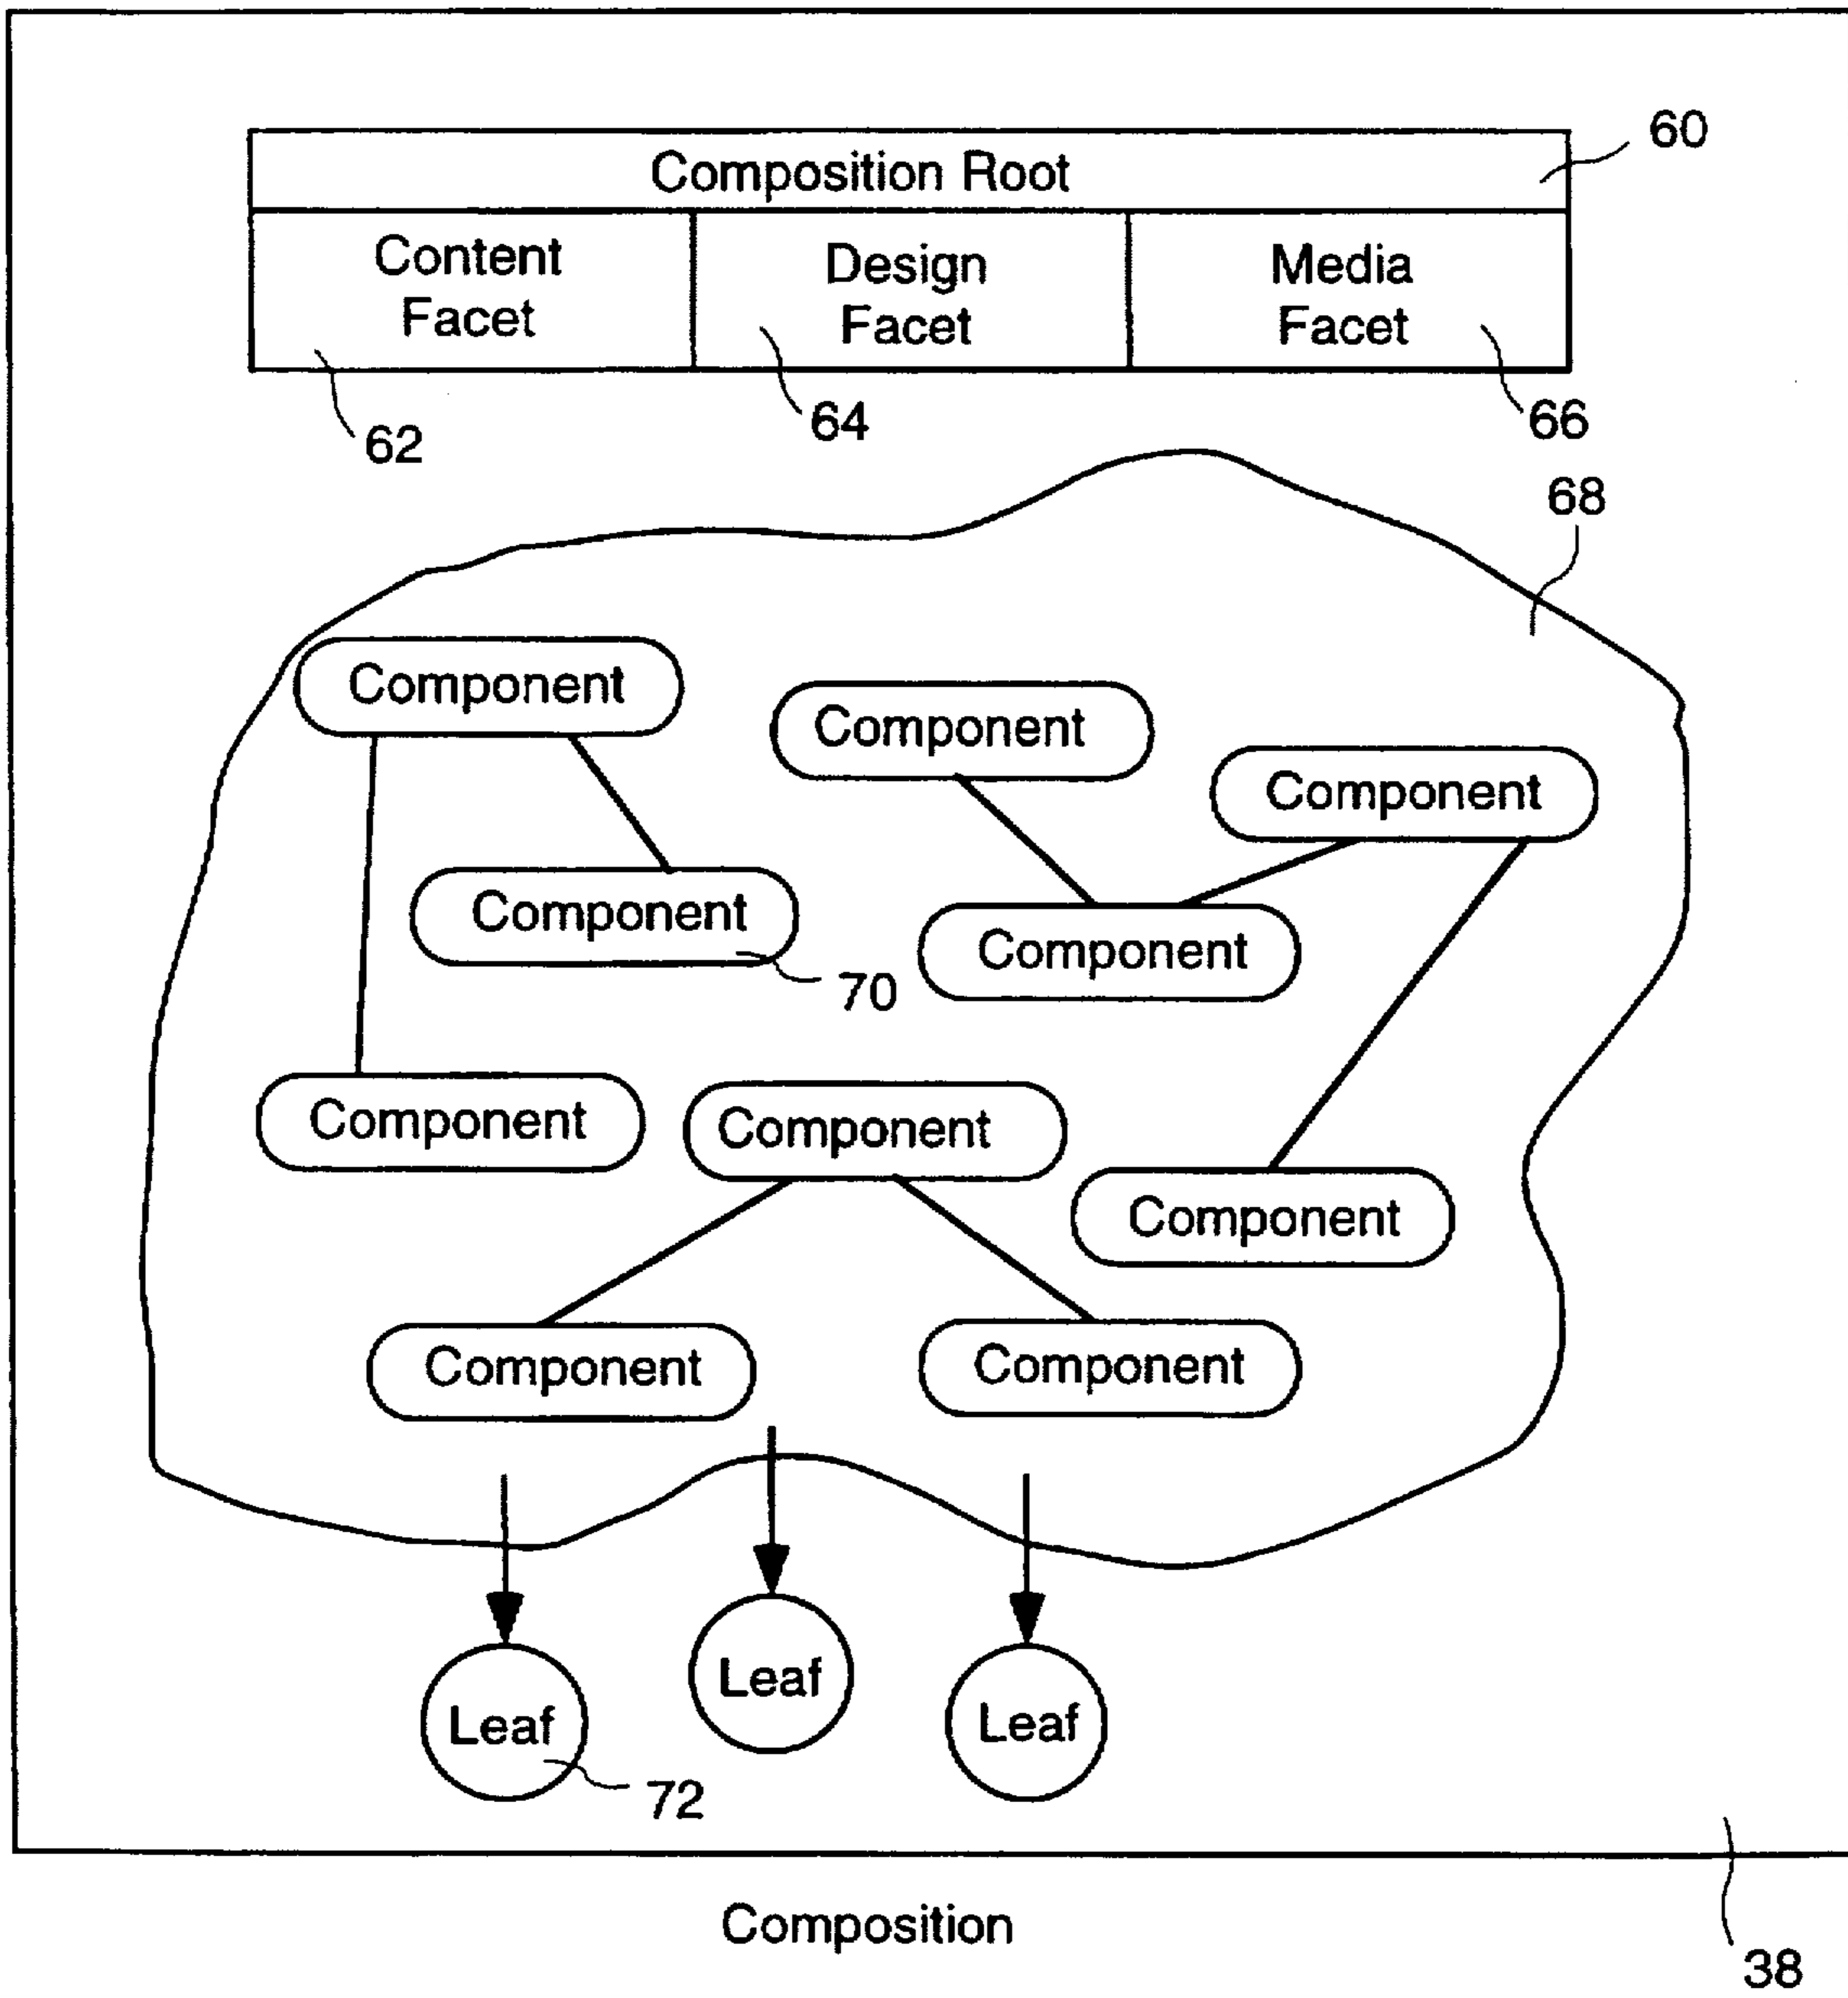 60
Composition Root
Content
Facet
Design
Facet
Media
Facet
62
64
66
68
Component
Component
Component
Component
70
Component
Component
Component
Component
Component
Component
Leaf
Leaf
Leaf
72
Composition
38